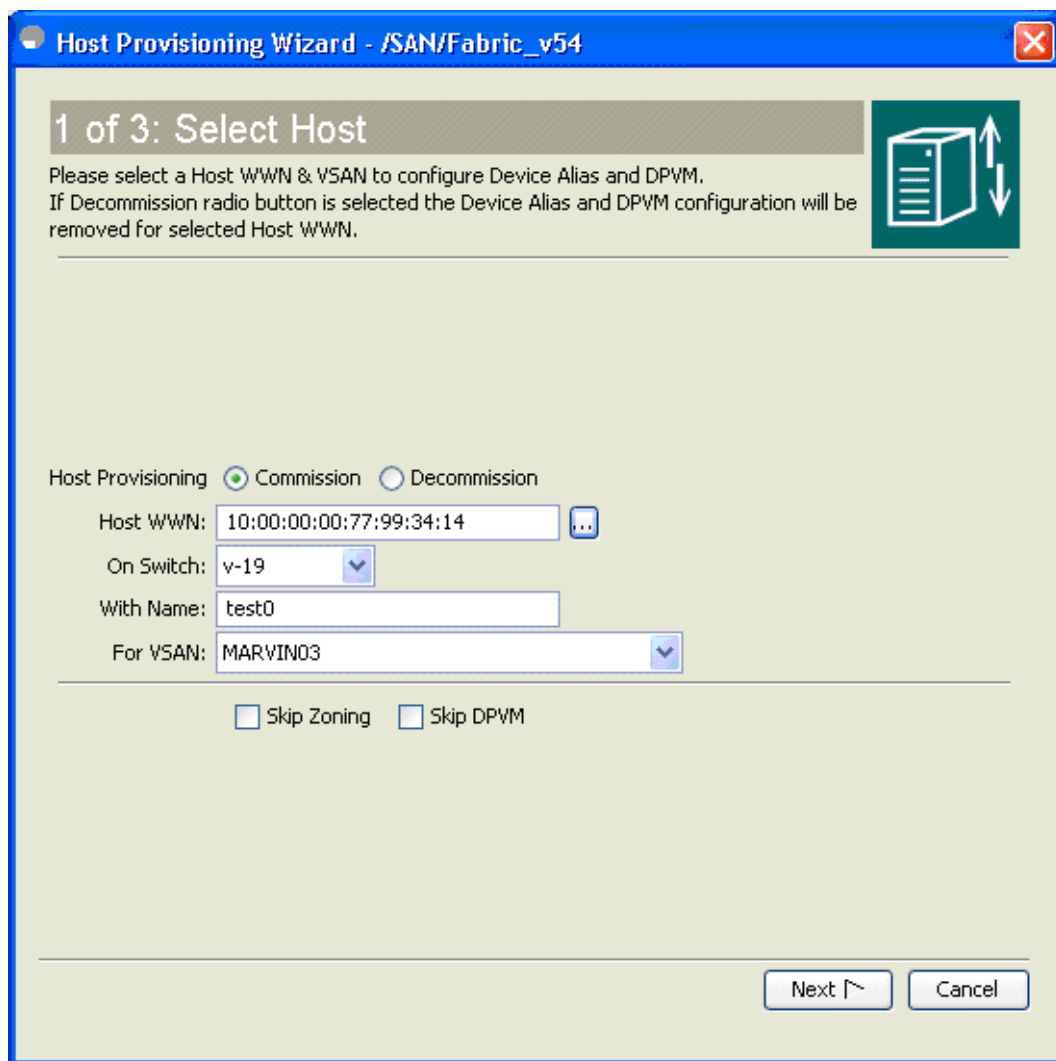 Host Provisioning Wizard - /SAN/Fabric_v54
1 of 3: Select Host
Please select a Host WWN & VSAN to configure Device Alias and DPVM.
If Decommission radio button is selected the Device Alias and DPVM configuration will be
removed for selected Host WWN.
Host Provisioning Commission Decommission
Host WWN: 10:00:00:00:77:99:34:14 ...
On Switch: v-19
With Name: test0
For VSAN: MARVIN03
Skip Zoning Skip DPVM
Next Cancel